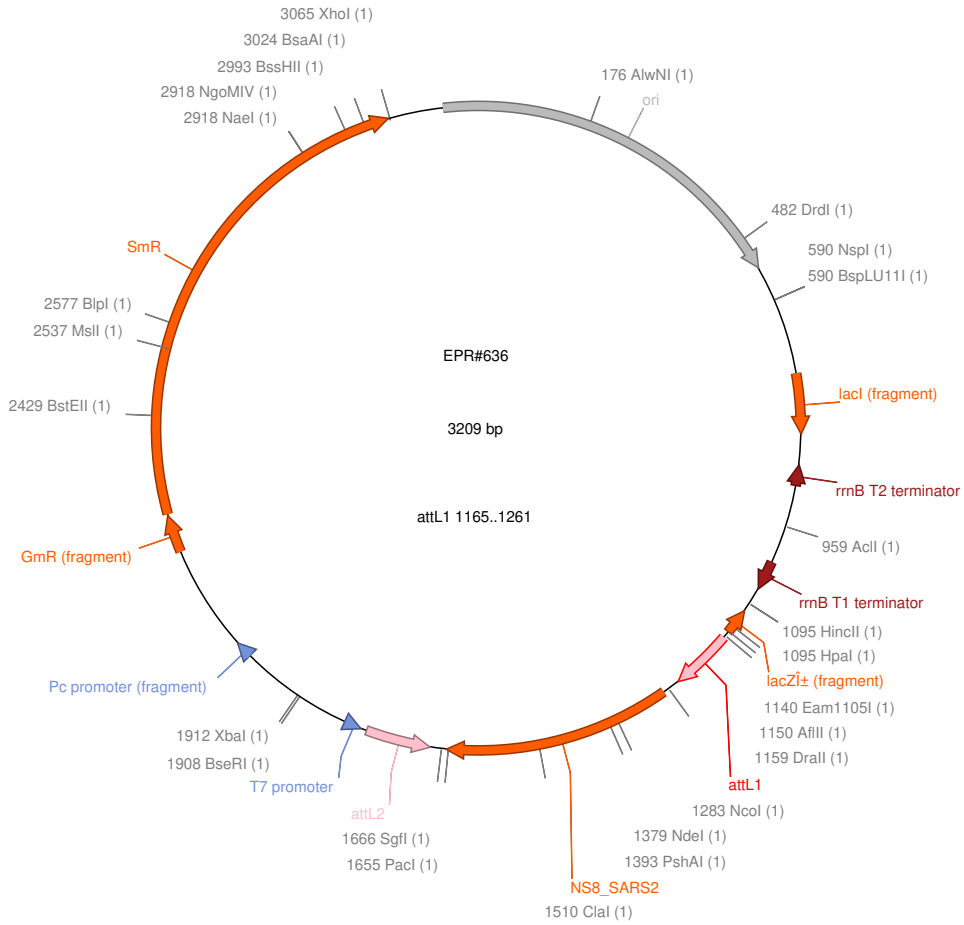 3065 XhoI (1)
3024 BsaAI (1)
2993 BssHII (1)
2918 NgoMIV (1)
2918 NaeI (1)
176 AlwNI (1)
ori
482 DrdI (1)
590 NspI (1)
590 BspLU11I (1)
SmR
2577 BlpI (1)
2537 MslI (1)
2429 BstEII (1)
EPR#636
3209 bp
attL1 1165..1261
lacI (fragment)
rrnB T2 terminator
959 AclI (1)
rrnB T1 terminator
1095 HincII (1)
1095 HpaI (1)
lacZÎ± (fragment)
1140 Eam1105I (1)
1150 AflII (1)
1159 DraII (1)
attL1
1283 NcoI (1)
1379 NdeI (1)
1393 PshAI (1)
NS8_SARS2
1510 ClaI (1)
GmR (fragment)
Pc promoter (fragment)
1912 XbaI (1)
1908 BseRI (1)
T7 promoter
attL2
1666 SgfI (1)
1655 PacI (1)